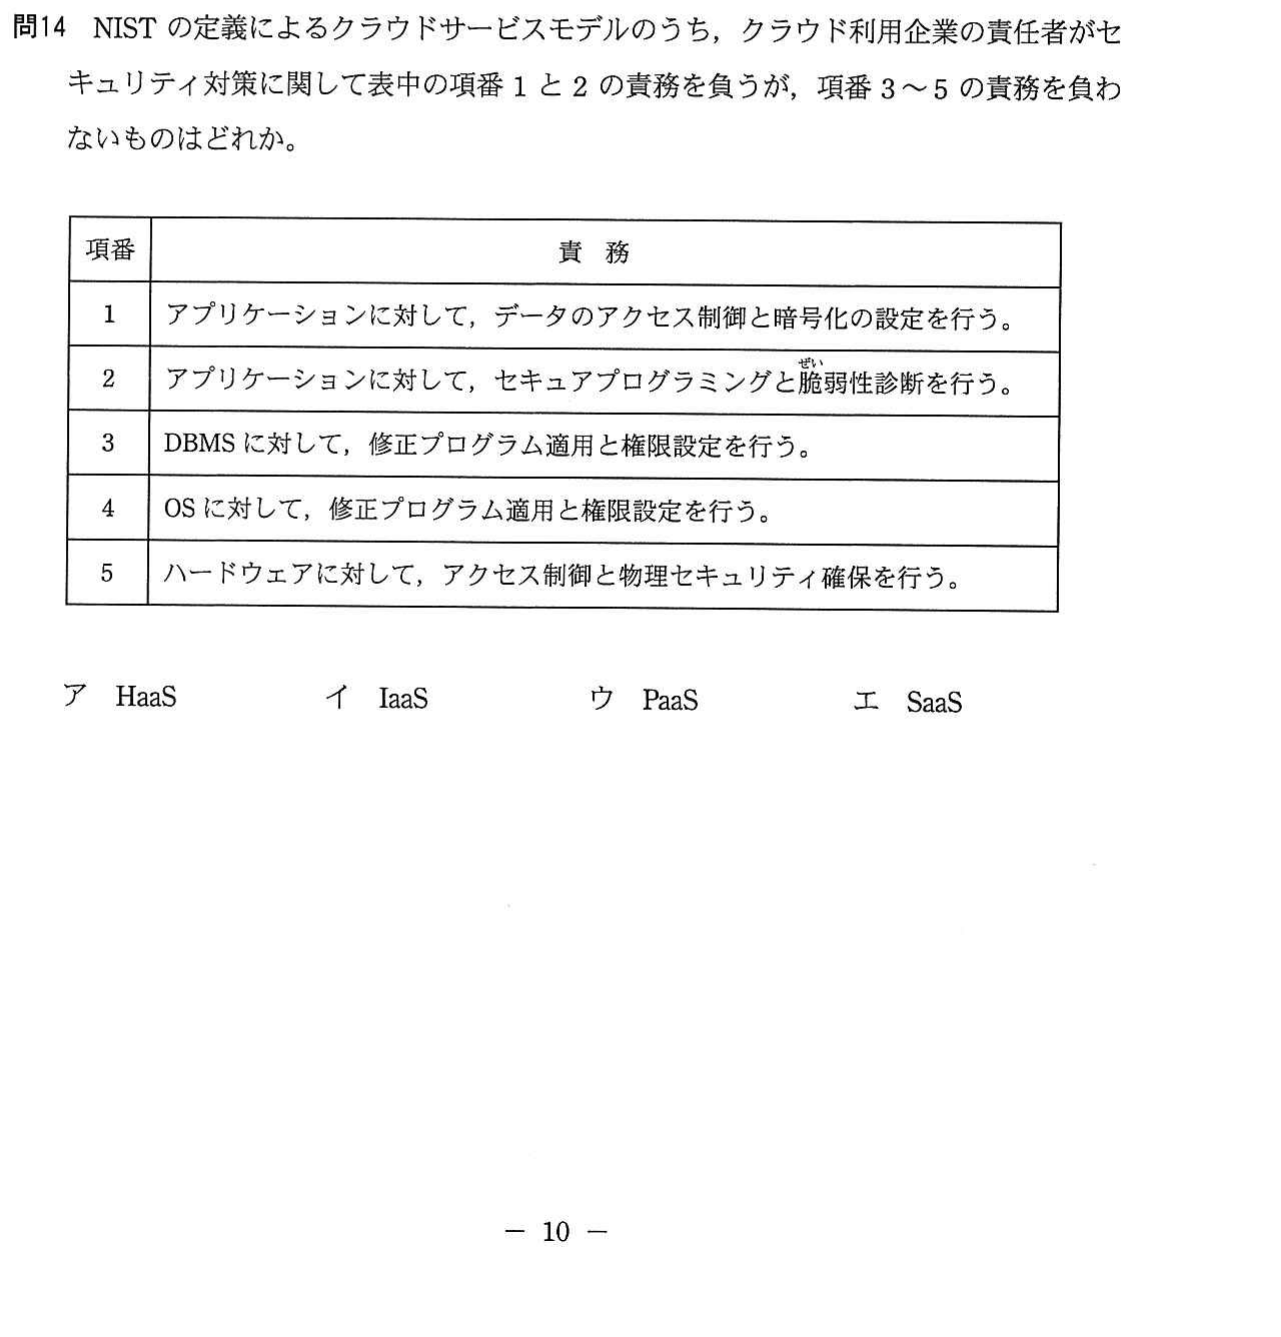 問14 NIST の定義によるクラウドサービスモデルのうち，クラウド利用企業の責任者がセ
キュリティ対策に関して表中の項番 1 と 2 の責務を負うが，項番 3～5 の責務を負わ
ないものはどれか。
項番 責 務
1 アプリケーションに対して，データのアクセス制御と暗号化の設定を行う。
ぜい
2 アプリケーションに対して，セキュアプログラミングと脆弱性診断を行う。
3 DBMS に対して，修正プログラム適用と権限設定を行う。
4 OS に対して，修正プログラム適用と権限設定を行う。
5 ハードウェアに対して，アクセス制御と物理セキュリティ確保を行う。
ア HaaS イ IaaS ウ PaaS エ SaaS
－ 10 －